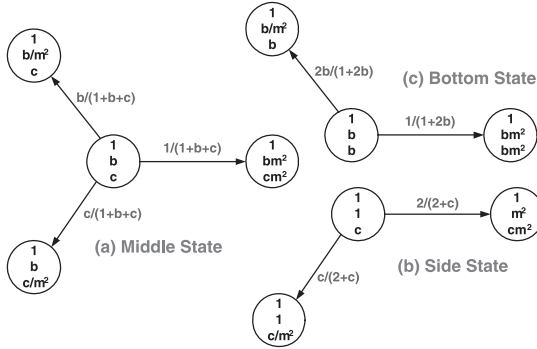 1
b/m²
c
b/(1+b+c)
1
b
c
1/(1+b+c)
1
bm²
cm²
c/(1+b+c)
(a) Middle State
1
b
c/m²
1
b/m²
b
2b/(1+2b)
(c) Bottom State
1
b
b
1/(1+2b)
1
bm²
bm²
1
1
c
2/(2+c)
1
m²
cm²
c/(2+c)
(b) Side State
1
1
c/m²